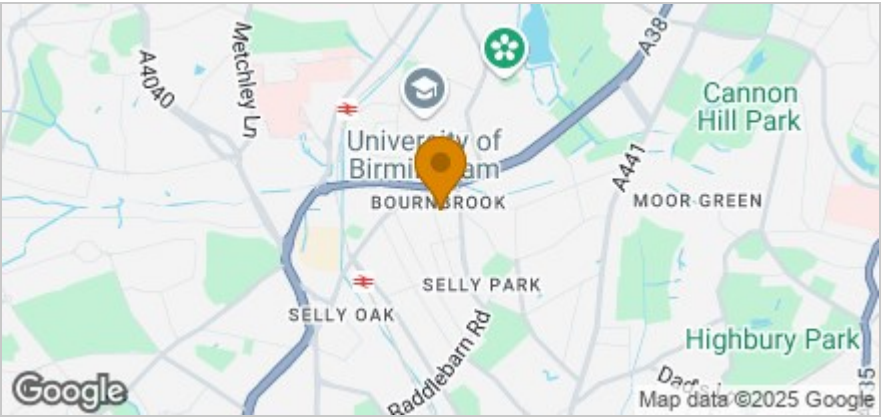 A38
A4040
Metchley Ln
Cannon
Hill Park
University of
Birmingham
A441
BOURNBROOK
MOOR GREEN
SELLY PARK
SELLY OAK
Raddlebarn Rd
Highbury Park
Google
Map data ©2025 Google